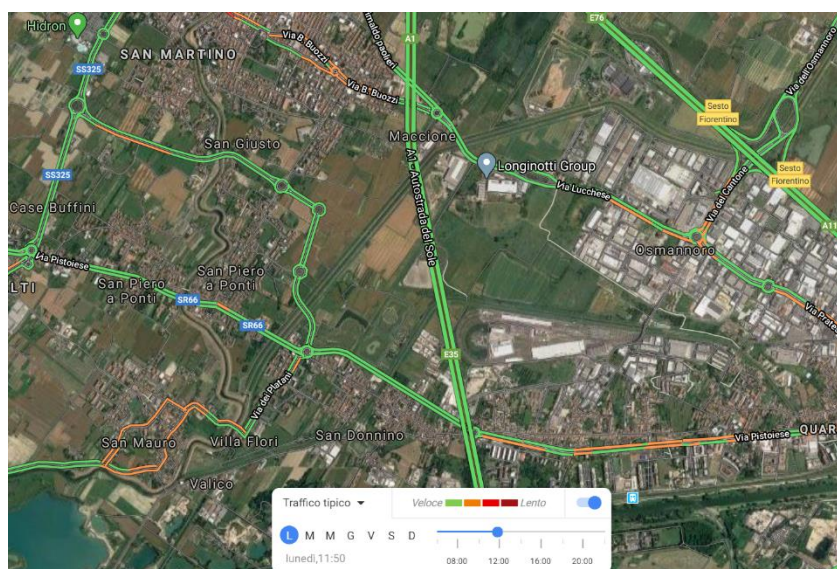 Hidron
SAN MARTINO
Via B. Buozzi
Via B. Buozzi
A1
E76
Via dell'Osmannoro
SS325
San Giusto
Maccione
Longinotti Group
Sesto
Fiorentino
Sesto
Fiorentino
SS325
A1 - Autostrada del Sole
Via Lucchese
Via del Cantone
A11
Case Buffini
Osmannoro
Via Pistoiese
San Piero
a Ponti
San Piero
a Ponti
SR66
SR66
E35
Via dei Platani
San Mauro
Villa Flori
San Donnino
Via Pistoiese
QUAR
Valico
Traffico tipico
Veloce
Lento
L M M G V S D
lunedì,11:50
08:00 12:00 16:00 20:00